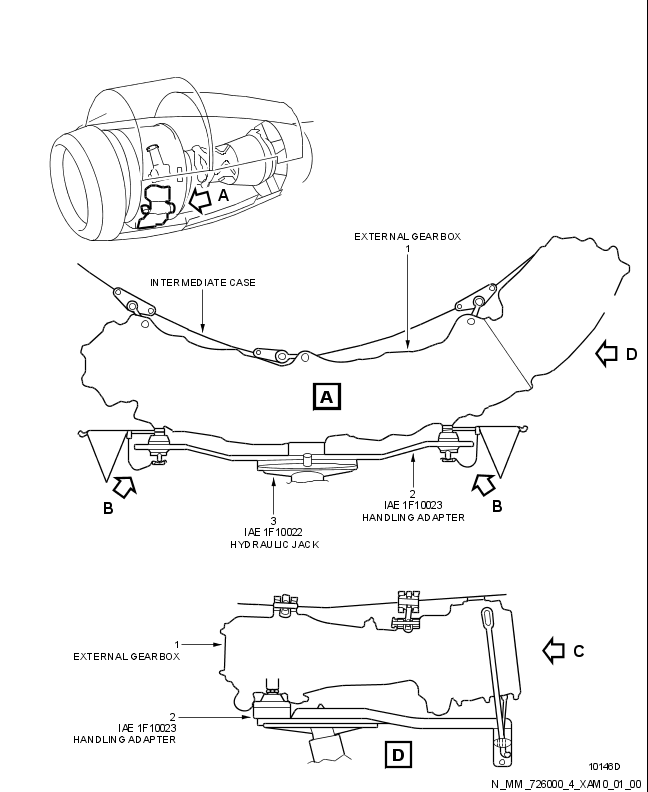 A
EXTERNAL GEARBOX
1
INTERMEDIATE CASE
D
A
B
B
2
IAE 1F10023
HANDLING ADAPTER
3
IAE 1F10022
HYDRAULIC JACK
1
EXTERNAL GEARBOX
C
2
IAE 1F10023
HANDLING ADAPTER
D
10146D
N_MM_726000_4_XAM0_01_00